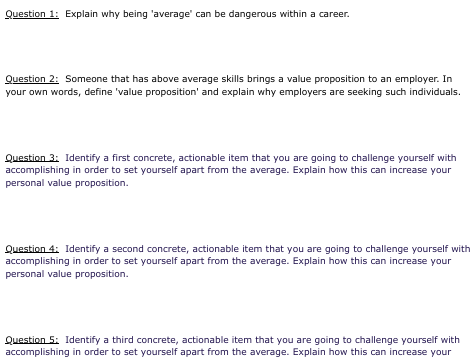 Question 1: Explain why being 'average' can be dangerous within a career.
Question 2: Someone that has above average skills brings a value proposition to an employer. In
your own words, define 'value proposition' and explain why employers are seeking such individuals.
Question 3: Identify a first concrete, actionable item that you are going to challenge yourself with
accomplishing in order to set yourself apart from the average. Explain how this can increase your
personal value proposition.
Question 4: Identify a second concrete, actionable item that you are going to challenge yourself with
accomplishing in order to set yourself apart from the average. Explain how this can increase your
personal value proposition.
Question 5: Identify a third concrete, actionable item that you are going to challenge yourself with
accomplishing in order to set yourself apart from the average. Explain how this can increase your